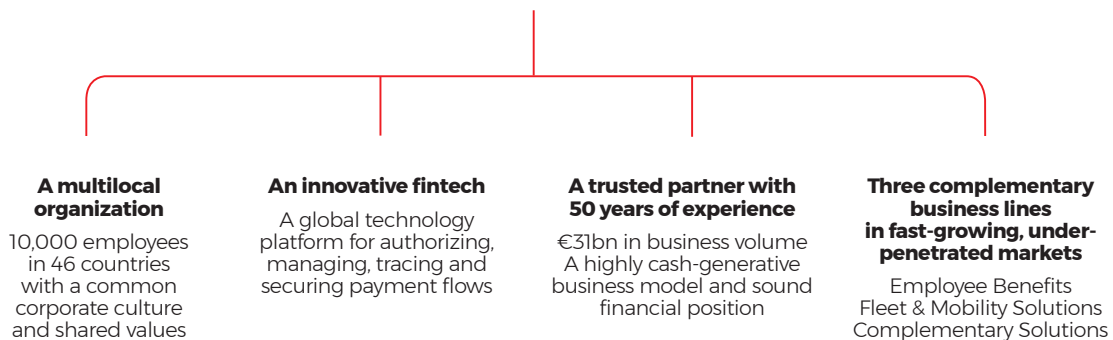 A multilocal
organization
10,000 employees
in 46 countries
with a common
corporate culture
and shared values
An innovative fintech
A global technology
platform for authorizing,
managing, tracing and
securing payment flows
A trusted partner with
50 years of experience
€31bn in business volume
A highly cash-generative
business model and sound
financial position
Three complementary
business lines
in fast-growing, under-
penetrated markets
Employee Benefits
Fleet & Mobility Solutions
Complementary Solutions